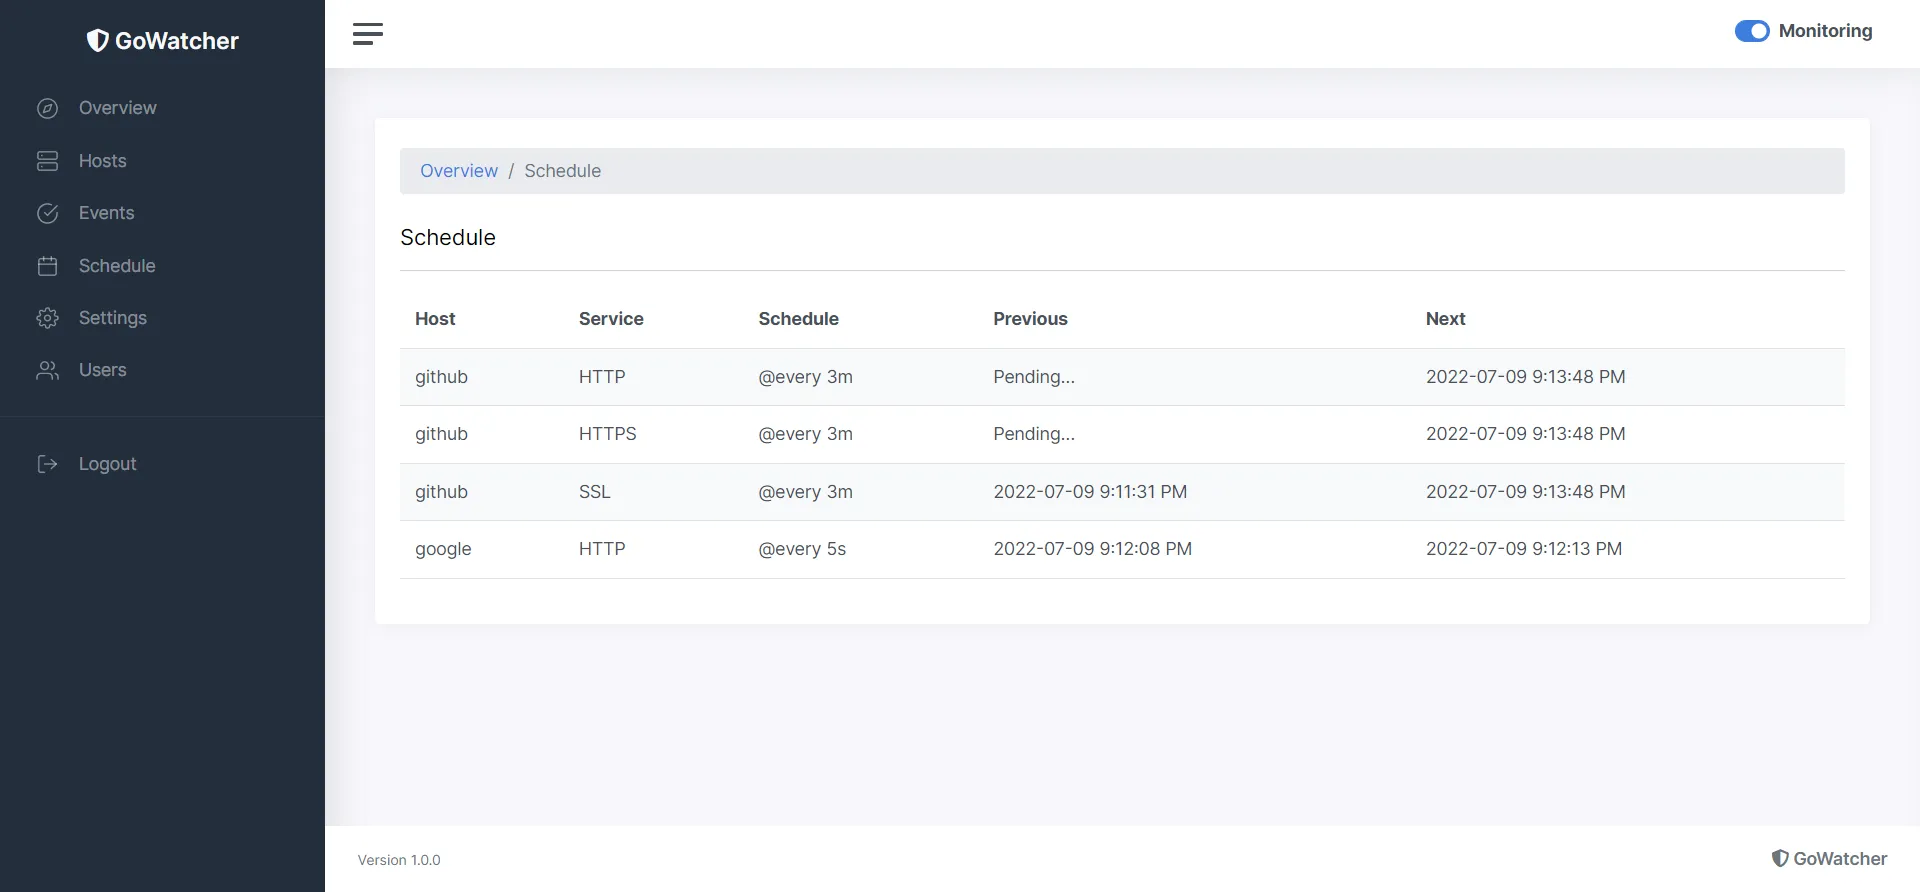 GoWatcher
Monitoring
Overview
Hosts
Events
Schedule
Settings
Users
Logout
Overview / Schedule
Schedule
Host Service Schedule Previous Next
github HTTP @every 3m Pending... 2022-07-09 9:13:48 PM
github HTTPS @every 3m Pending... 2022-07-09 9:13:48 PM
github SSL @every 3m 2022-07-09 9:11:31 PM 2022-07-09 9:13:48 PM
google HTTP @every 5s 2022-07-09 9:12:08 PM 2022-07-09 9:12:13 PM
Version 1.0.0
GoWatcher